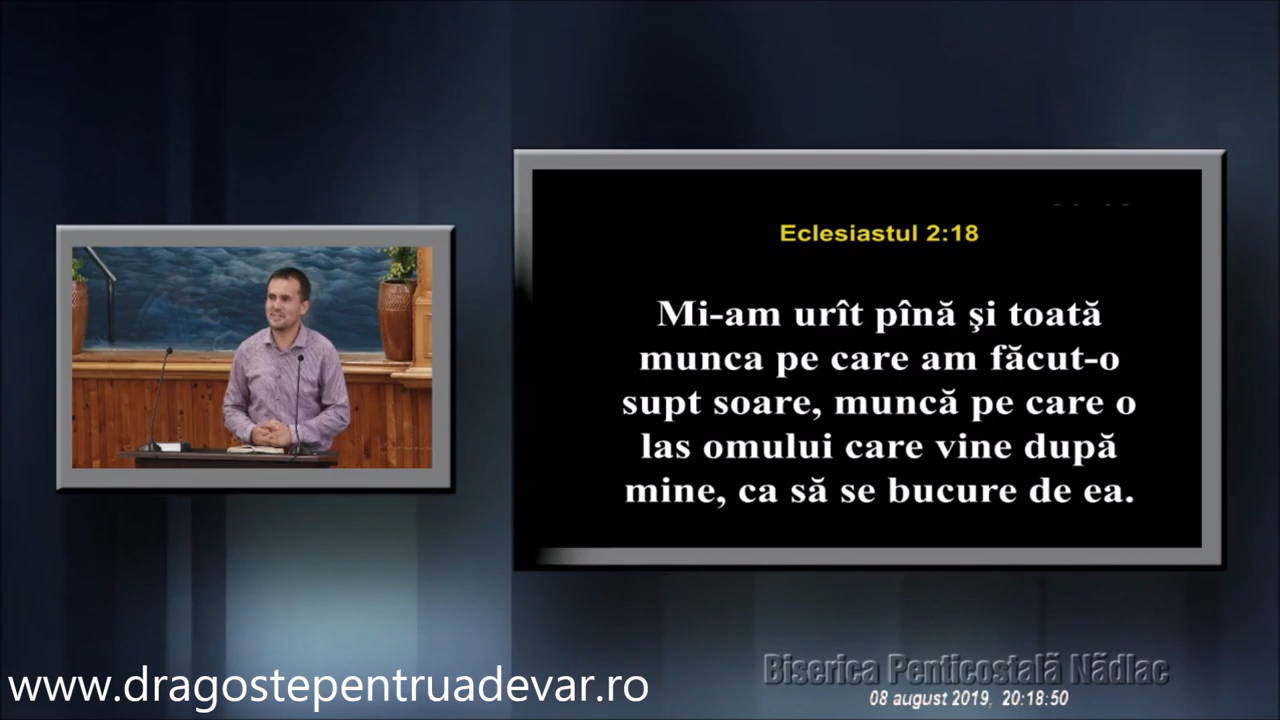 Eclesiastul 2:18
Mi-am urît pînă şi toată
munca pe care am făcut-o
supt soare, muncă pe care o
las omului care vine după
mine, ca să se bucure de ea.
Biserica Penticostală Nădlac
08 august 2019, 20:18:50
www.dragostepentruadevar.ro